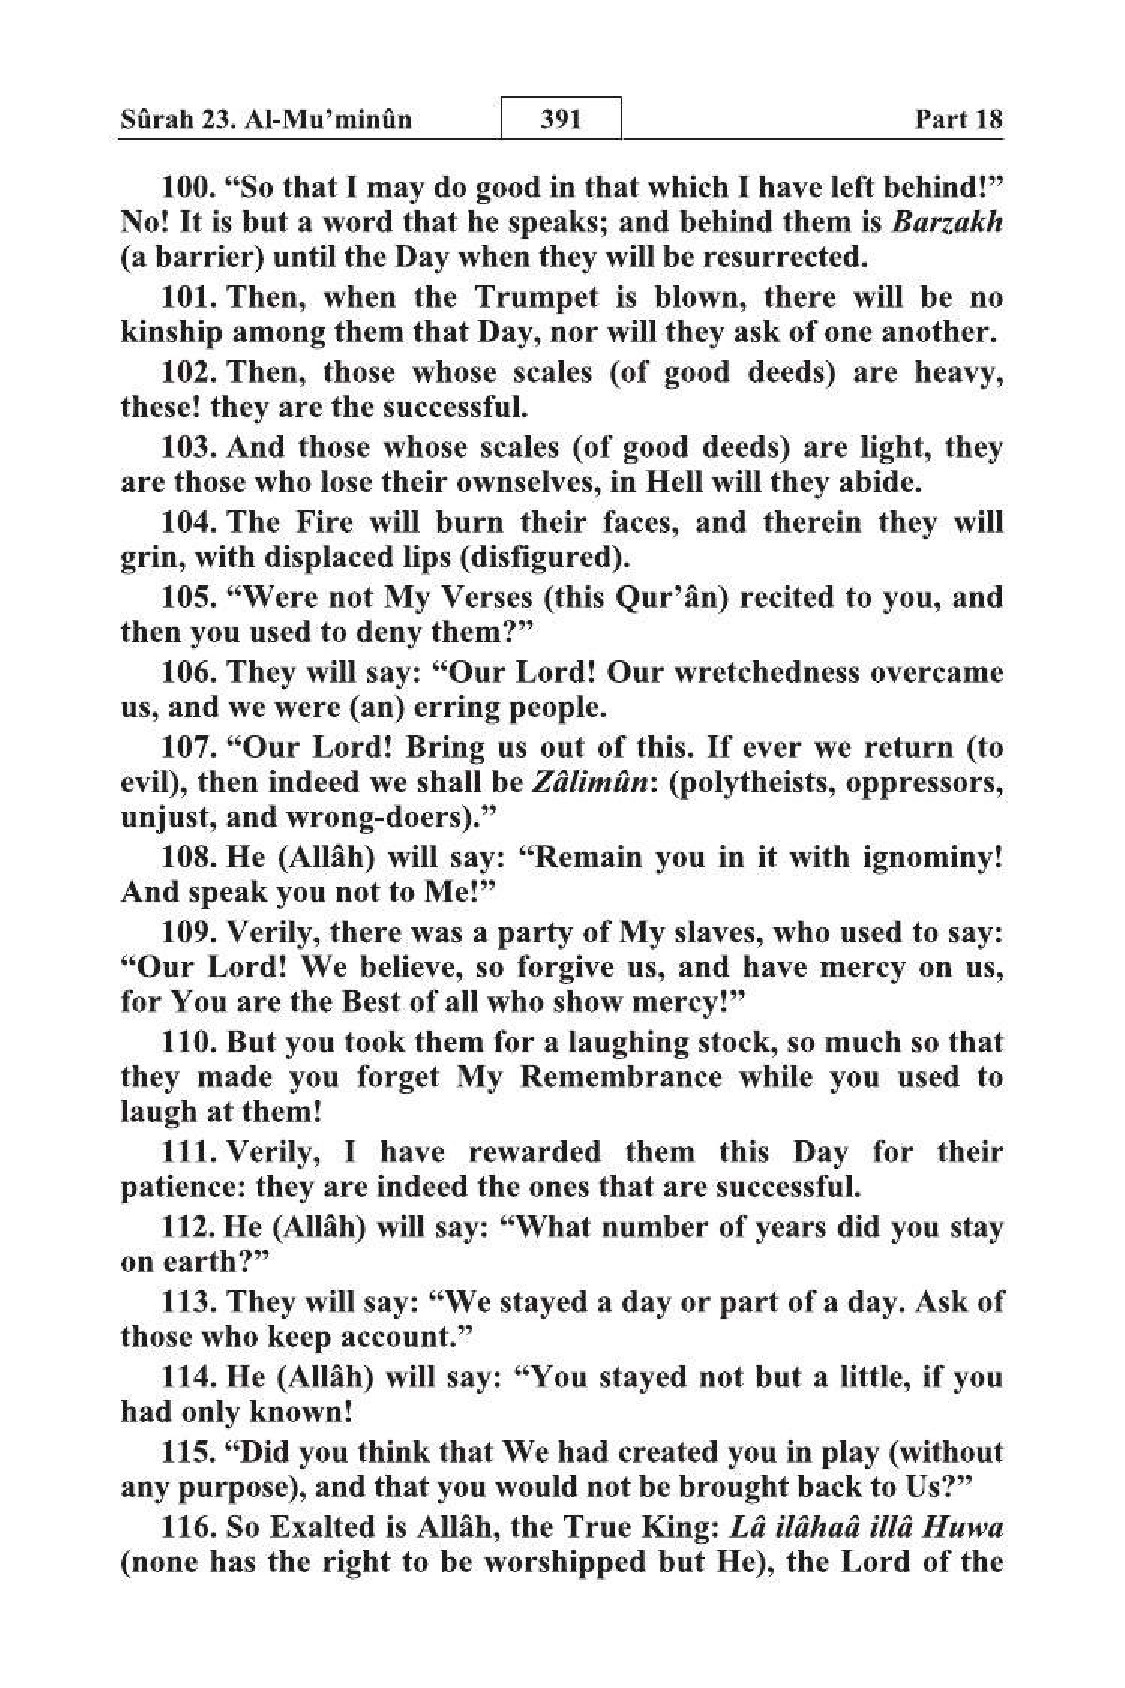 Sûrah 23. Al-Mu’minûn 391 Part 18
100. “So that I may do good in that which I have left behind!”
No! It is but a word that he speaks; and behind them is Barzakh
(a barrier) until the Day when they will be resurrected.
101. Then, when the Trumpet is blown, there will be no
kinship among them that Day, nor will they ask of one another.
102. Then, those whose scales (of good deeds) are heavy,
these! they are the successful.
103. And those whose scales (of good deeds) are light, they
are those who lose their ownselves, in Hell will they abide.
104. The Fire will burn their faces, and therein they will
grin, with displaced lips (disfigured).
105. “Were not My Verses (this Qur’ân) recited to you, and
then you used to deny them?”
106. They will say: “Our Lord! Our wretchedness overcame
us, and we were (an) erring people.
107. “Our Lord! Bring us out of this. If ever we return (to
evil), then indeed we shall be Zâlimûn: (polytheists, oppressors,
unjust, and wrong-doers).”
108. He (Allâh) will say: “Remain you in it with ignominy!
And speak you not to Me!”
109. Verily, there was a party of My slaves, who used to say:
“Our Lord! We believe, so forgive us, and have mercy on us,
for You are the Best of all who show mercy!”
110. But you took them for a laughing stock, so much so that
they made you forget My Remembrance while you used to
laugh at them!
111. Verily, I have rewarded them this Day for their
patience: they are indeed the ones that are successful.
112. He (Allâh) will say: “What number of years did you stay
on earth?”
113. They will say: “We stayed a day or part of a day. Ask of
those who keep account.”
114. He (Allâh) will say: “You stayed not but a little, if you
had only known!
115. “Did you think that We had created you in play (without
any purpose), and that you would not be brought back to Us?”
116. So Exalted is Allâh, the True King: Lâ ilâhaâ illâ Huwa
(none has the right to be worshipped but He), the Lord of the